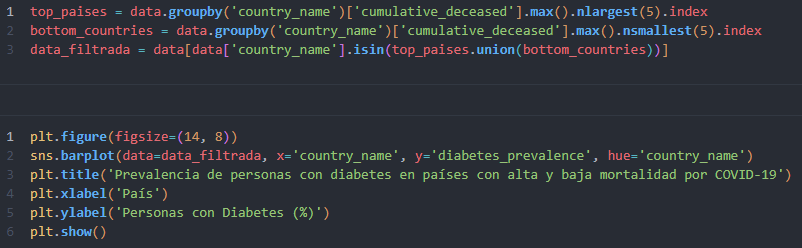 1 top_paises = data.groupby('country_name')['cumulative_deceased'].max().nlargest(5).index
2 bottom_countries = data.groupby('country_name')['cumulative_deceased'].max().nsmallest(5).index
3 data_filtrada = data[data['country_name'].isin(top_paises.union(bottom_countries))]
1 plt.figure(figsize=(14, 8))
2 sns.barplot(data=data_filtrada, x='country_name', y='diabetes_prevalence', hue='country_name')
3 plt.title('Prevalencia de personas con diabetes en países con alta y baja mortalidad por COVID-19')
4 plt.xlabel('País')
5 plt.ylabel('Personas con Diabetes (%)')
6 plt.show()